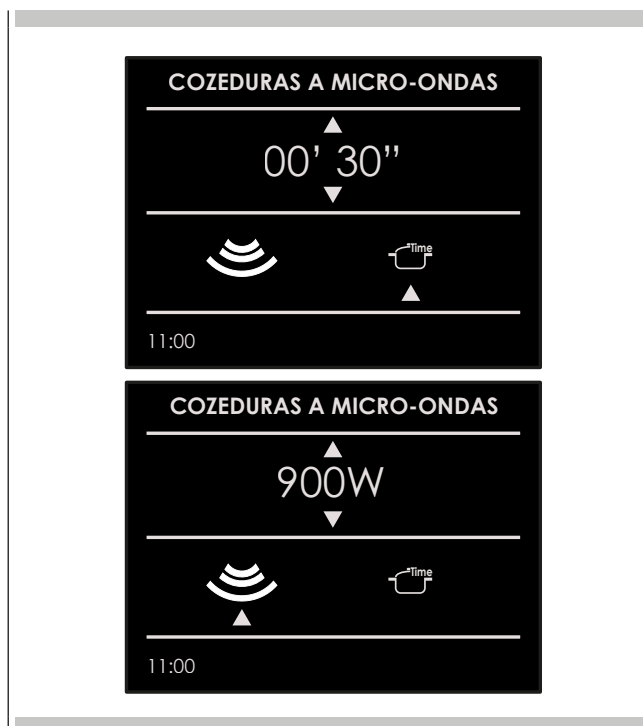 COZEDURAS A MICRO-ONDAS
00’ 30’’
Time
11:00
COZEDURAS A MICRO-ONDAS
900W
Time
11:00